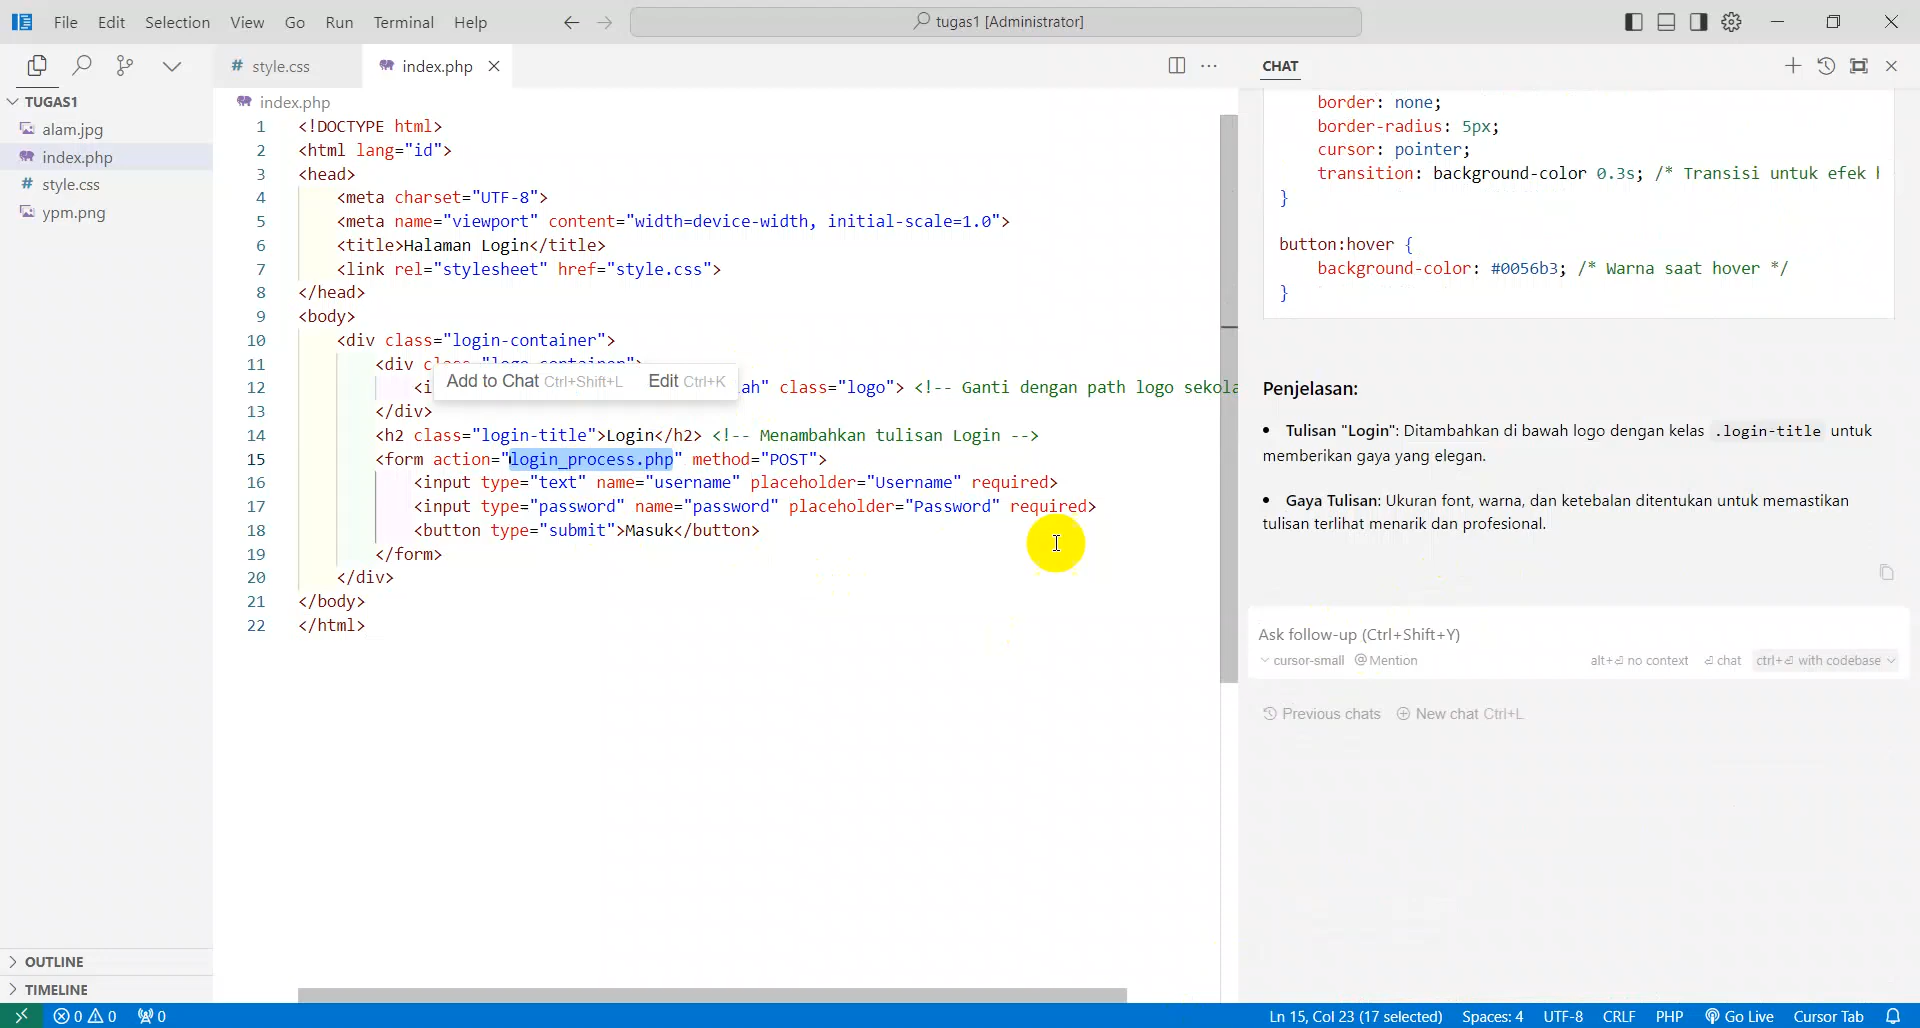 File Edit Selection View Go Run Terminal Help
tugas1 [Administrator]
TUGAS1
alam.jpg
index.php
style.css
ypm.png
OUTLINE
TIMELINE
# style.css
index.php
index.php
1 <!DOCTYPE html>
2 <html lang="id">
3 <head>
4 <meta charset="UTF-8">
5 <meta name="viewport" content="width=device-width, initial-scale=1.0">
6 <title>Halaman Login</title>
7 <link rel="stylesheet" href="style.css">
8 </head>
9 <body>
10 <div class="login-container">
11 <div class="logo-container">
Add to Chat Ctrl+Shift+L Edit Ctrl+K
12 <i ah" class="logo"> <!-- Ganti dengan path logo sekola
13 </div>
14 <h2 class="login-title">Login</h2> <!-- Menambahkan tulisan Login -->
15 <form action="login_process.php" method="POST">
16 <input type="text" name="username" placeholder="Username" required>
17 <input type="password" name="password" placeholder="Password" required>
18 <button type="submit">Masuk</button>
19 </form>
20 </div>
21 </body>
22 </html>
CHAT
border: none;
border-radius: 5px;
cursor: pointer;
transition: background-color 0.3s; /* Transisi untuk efek h
}
button:hover {
background-color: #0056b3; /* Warna saat hover */
}
Penjelasan:
• Tulisan "Login": Ditambahkan di bawah logo dengan kelas .login-title untuk
memberikan gaya yang elegan.
• Gaya Tulisan: Ukuran font, warna, dan ketebalan ditentukan untuk memastikan
tulisan terlihat menarik dan profesional.
Ask follow-up (Ctrl+Shift+Y)
cursor-small @ Mention alt+⏎ no context ⏎ chat ctrl+⏎ with codebase
Previous chats New chat Ctrl+L
0 0 0 Ln 15, Col 23 (17 selected) Spaces: 4 UTF-8 CRLF PHP Go Live Cursor Tab